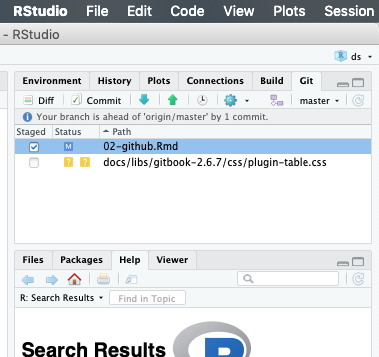 RStudio File Edit Code View Plots Session
- RStudio
R ds
Environment History Plots Connections Build Git
Diff Commit master
Your branch is ahead of 'origin/master' by 1 commit.
Staged Status Path
M 02-github.Rmd
? ? docs/libs/gitbook-2.6.7/css/plugin-table.css
Files Packages Help Viewer
R: Search Results Find in Topic
Search Results R